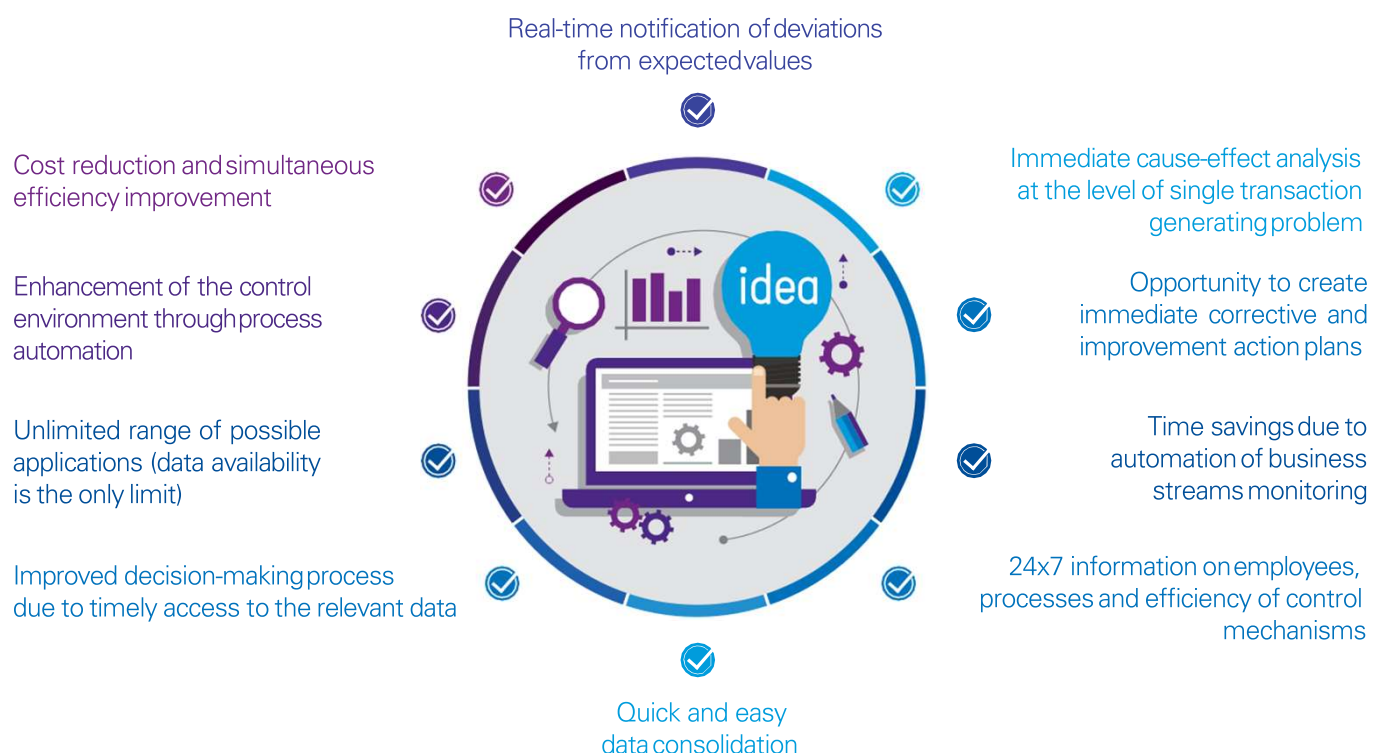 Real-time notification of deviations
from expected values
Cost reduction and simultaneous
efficiency improvement
Immediate cause-effect analysis
at the level of single transaction
generating problem
Enhancement of the control
environment through process
automation
Opportunity to create
immediate corrective and
improvement action plans
idea
Unlimited range of possible
applications (data availability
is the only limit)
Time savings due to
automation of business
streams monitoring
Improved decision-making process
due to timely access to the relevant data
24x7 information on employees,
processes and efficiency of control
mechanisms
Quick and easy
data consolidation